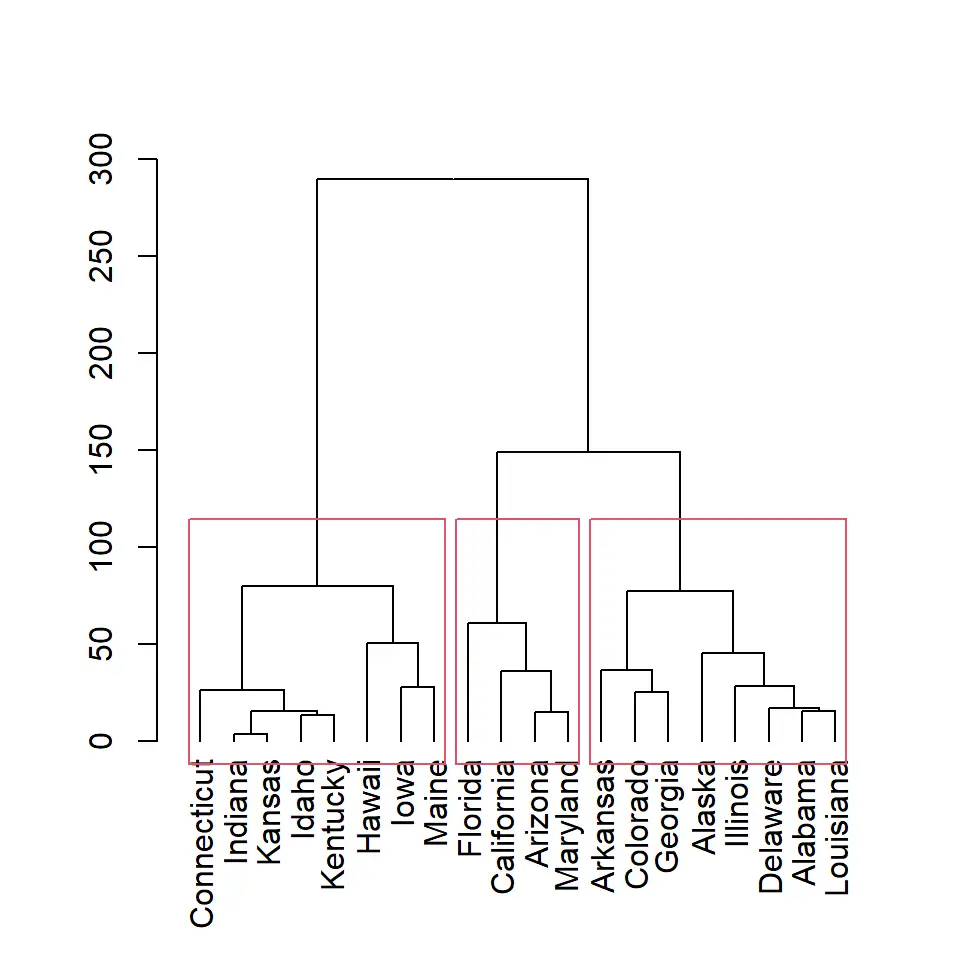 300
250
200
150
100
50
0
Connecticut
Indiana
Kansas
Idaho
Kentucky
Hawaii
Iowa
Maine
Florida
California
Arizona
Maryland
Arkansas
Colorado
Georgia
Alaska
Illinois
Delaware
Alabama
Louisiana